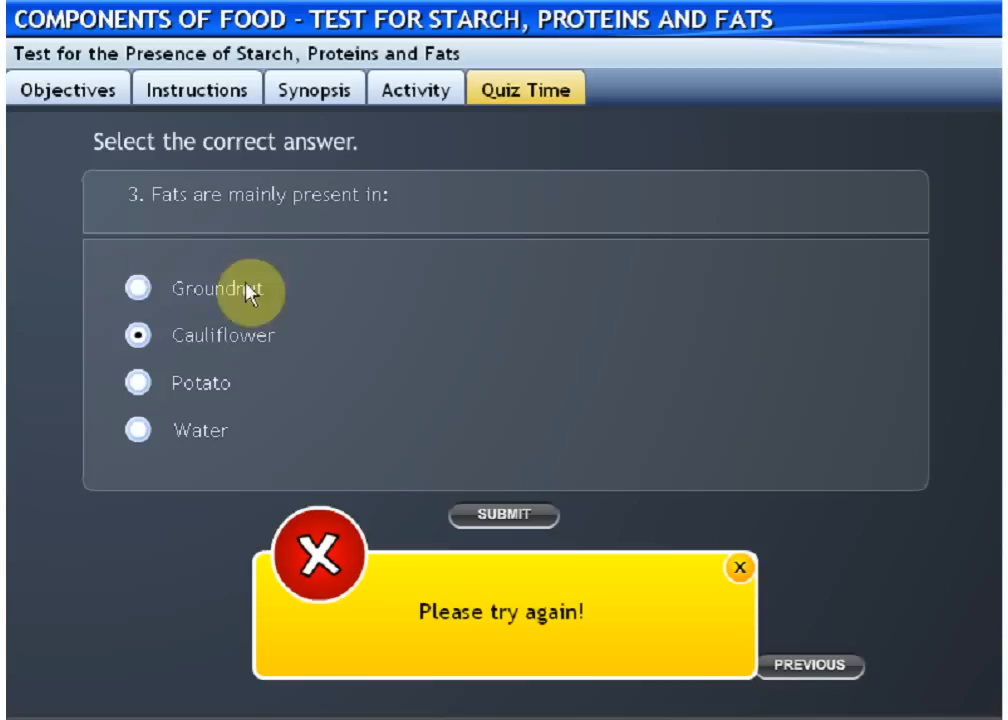 COMPONENTS OF FOOD - TEST FOR STARCH, PROTEINS AND FATS
Test for the Presence of Starch, Proteins and Fats
Objectives Instructions Synopsis Activity Quiz Time
Select the correct answer.
3. Fats are mainly present in:
Groundnut
Cauliflower
Potato
Water
SUBMIT
X
X
Please try again!
PREVIOUS